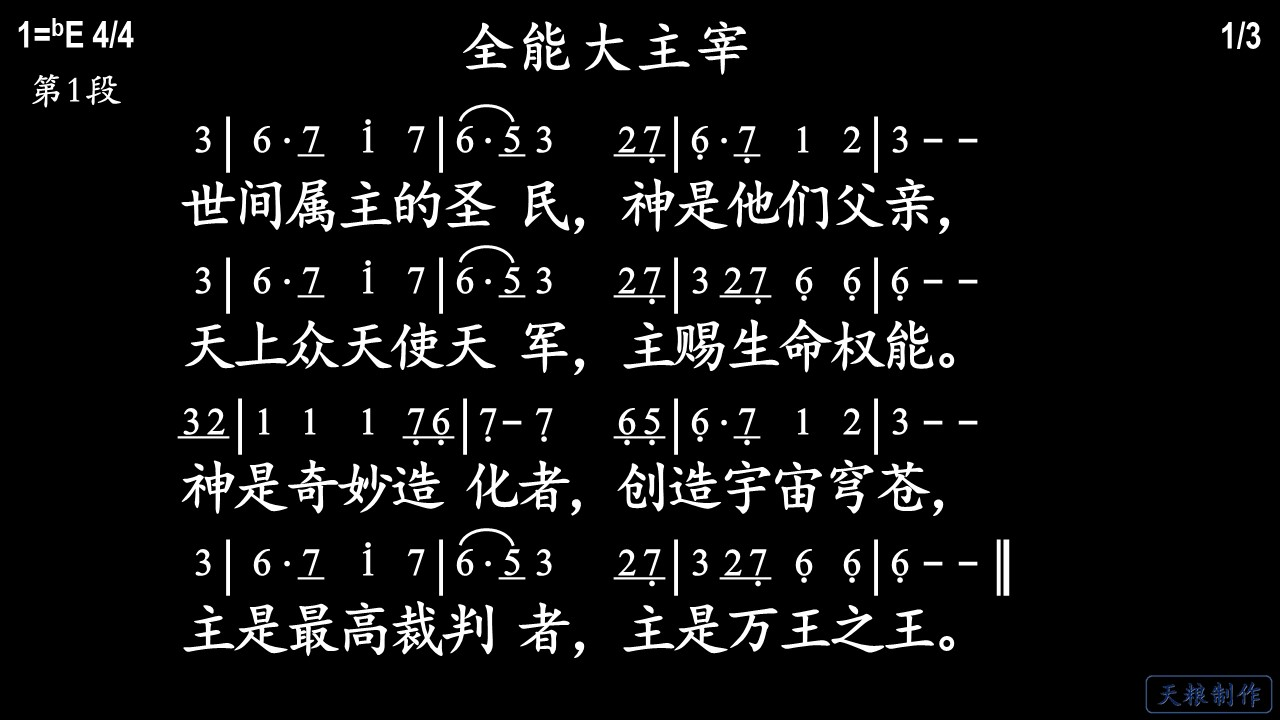 1=ᵇE 4/4
全能大主宰
1/3
第1段
3| 6·7 i 7|6·5 3 27|6·7 1 2|3--
世间属主的圣 民，神是他们父亲，
3| 6·7 i 7|6·5 3 27|3 27 6 6|6--
天上众天使天 军，主赐生命权能。
32|1 1 1 76|7- 7 65|6·7 1 2|3--
神是奇妙造 化者，创造宇宙穹苍，
3| 6·7 i 7|6·5 3 27|3 27 6 6|6--‖
主是最高裁判 者，主是万王之王。
天粮制作